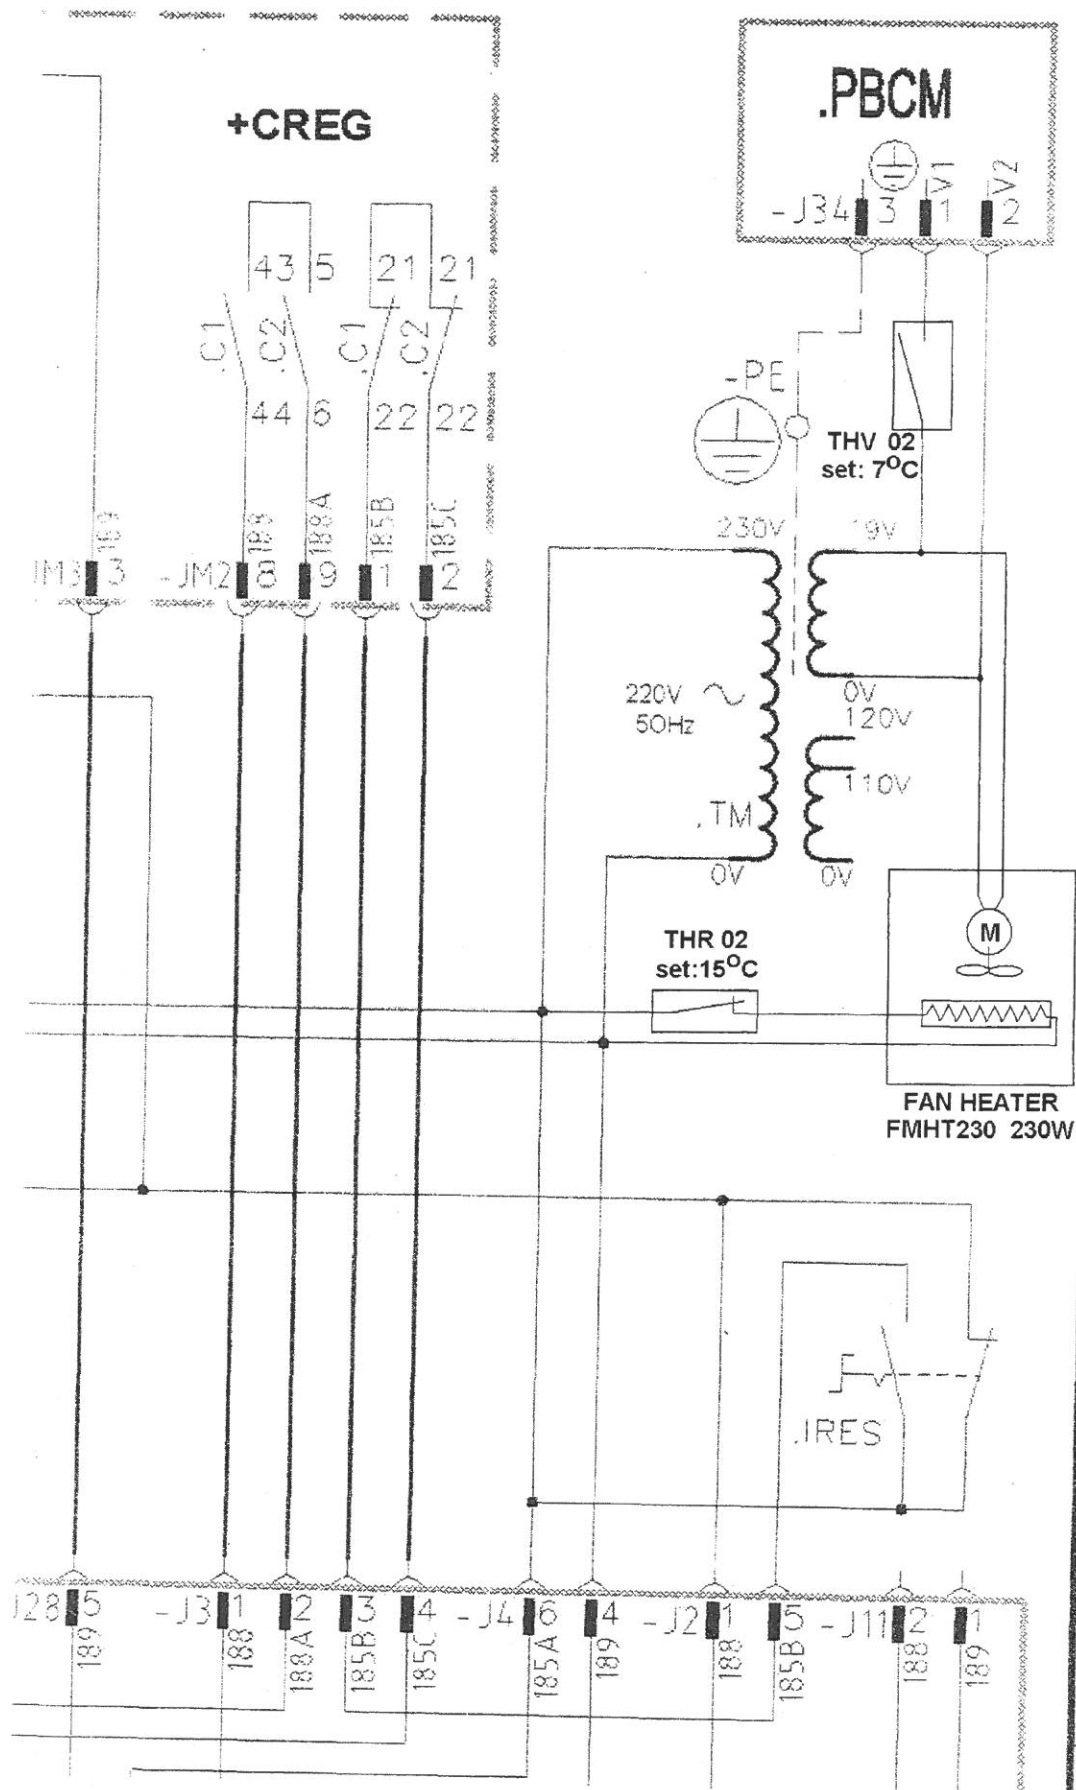 .PBCM
+CREG
V1
V2
-J34 3 1 2
43 5 21 21
.C1 .C2 .C1 .C2
44 6 22 22
-PE
THV 02
set: 7°C
189 188 188A 185B 185C
JM3 3 -JM2 8 9 1 2
230V 19V
220V
50Hz
0V
120V
110V
.TM
0V 0V
THR 02
set:15°C
M
FAN HEATER
FMHT230 230W
.IRES
J28 5 -J3 1 2 3 4 -J4 6 4 -J2 1 5 -J11 2 1
189 188 188A 185B 185C 185A 189 188 185B 188 189